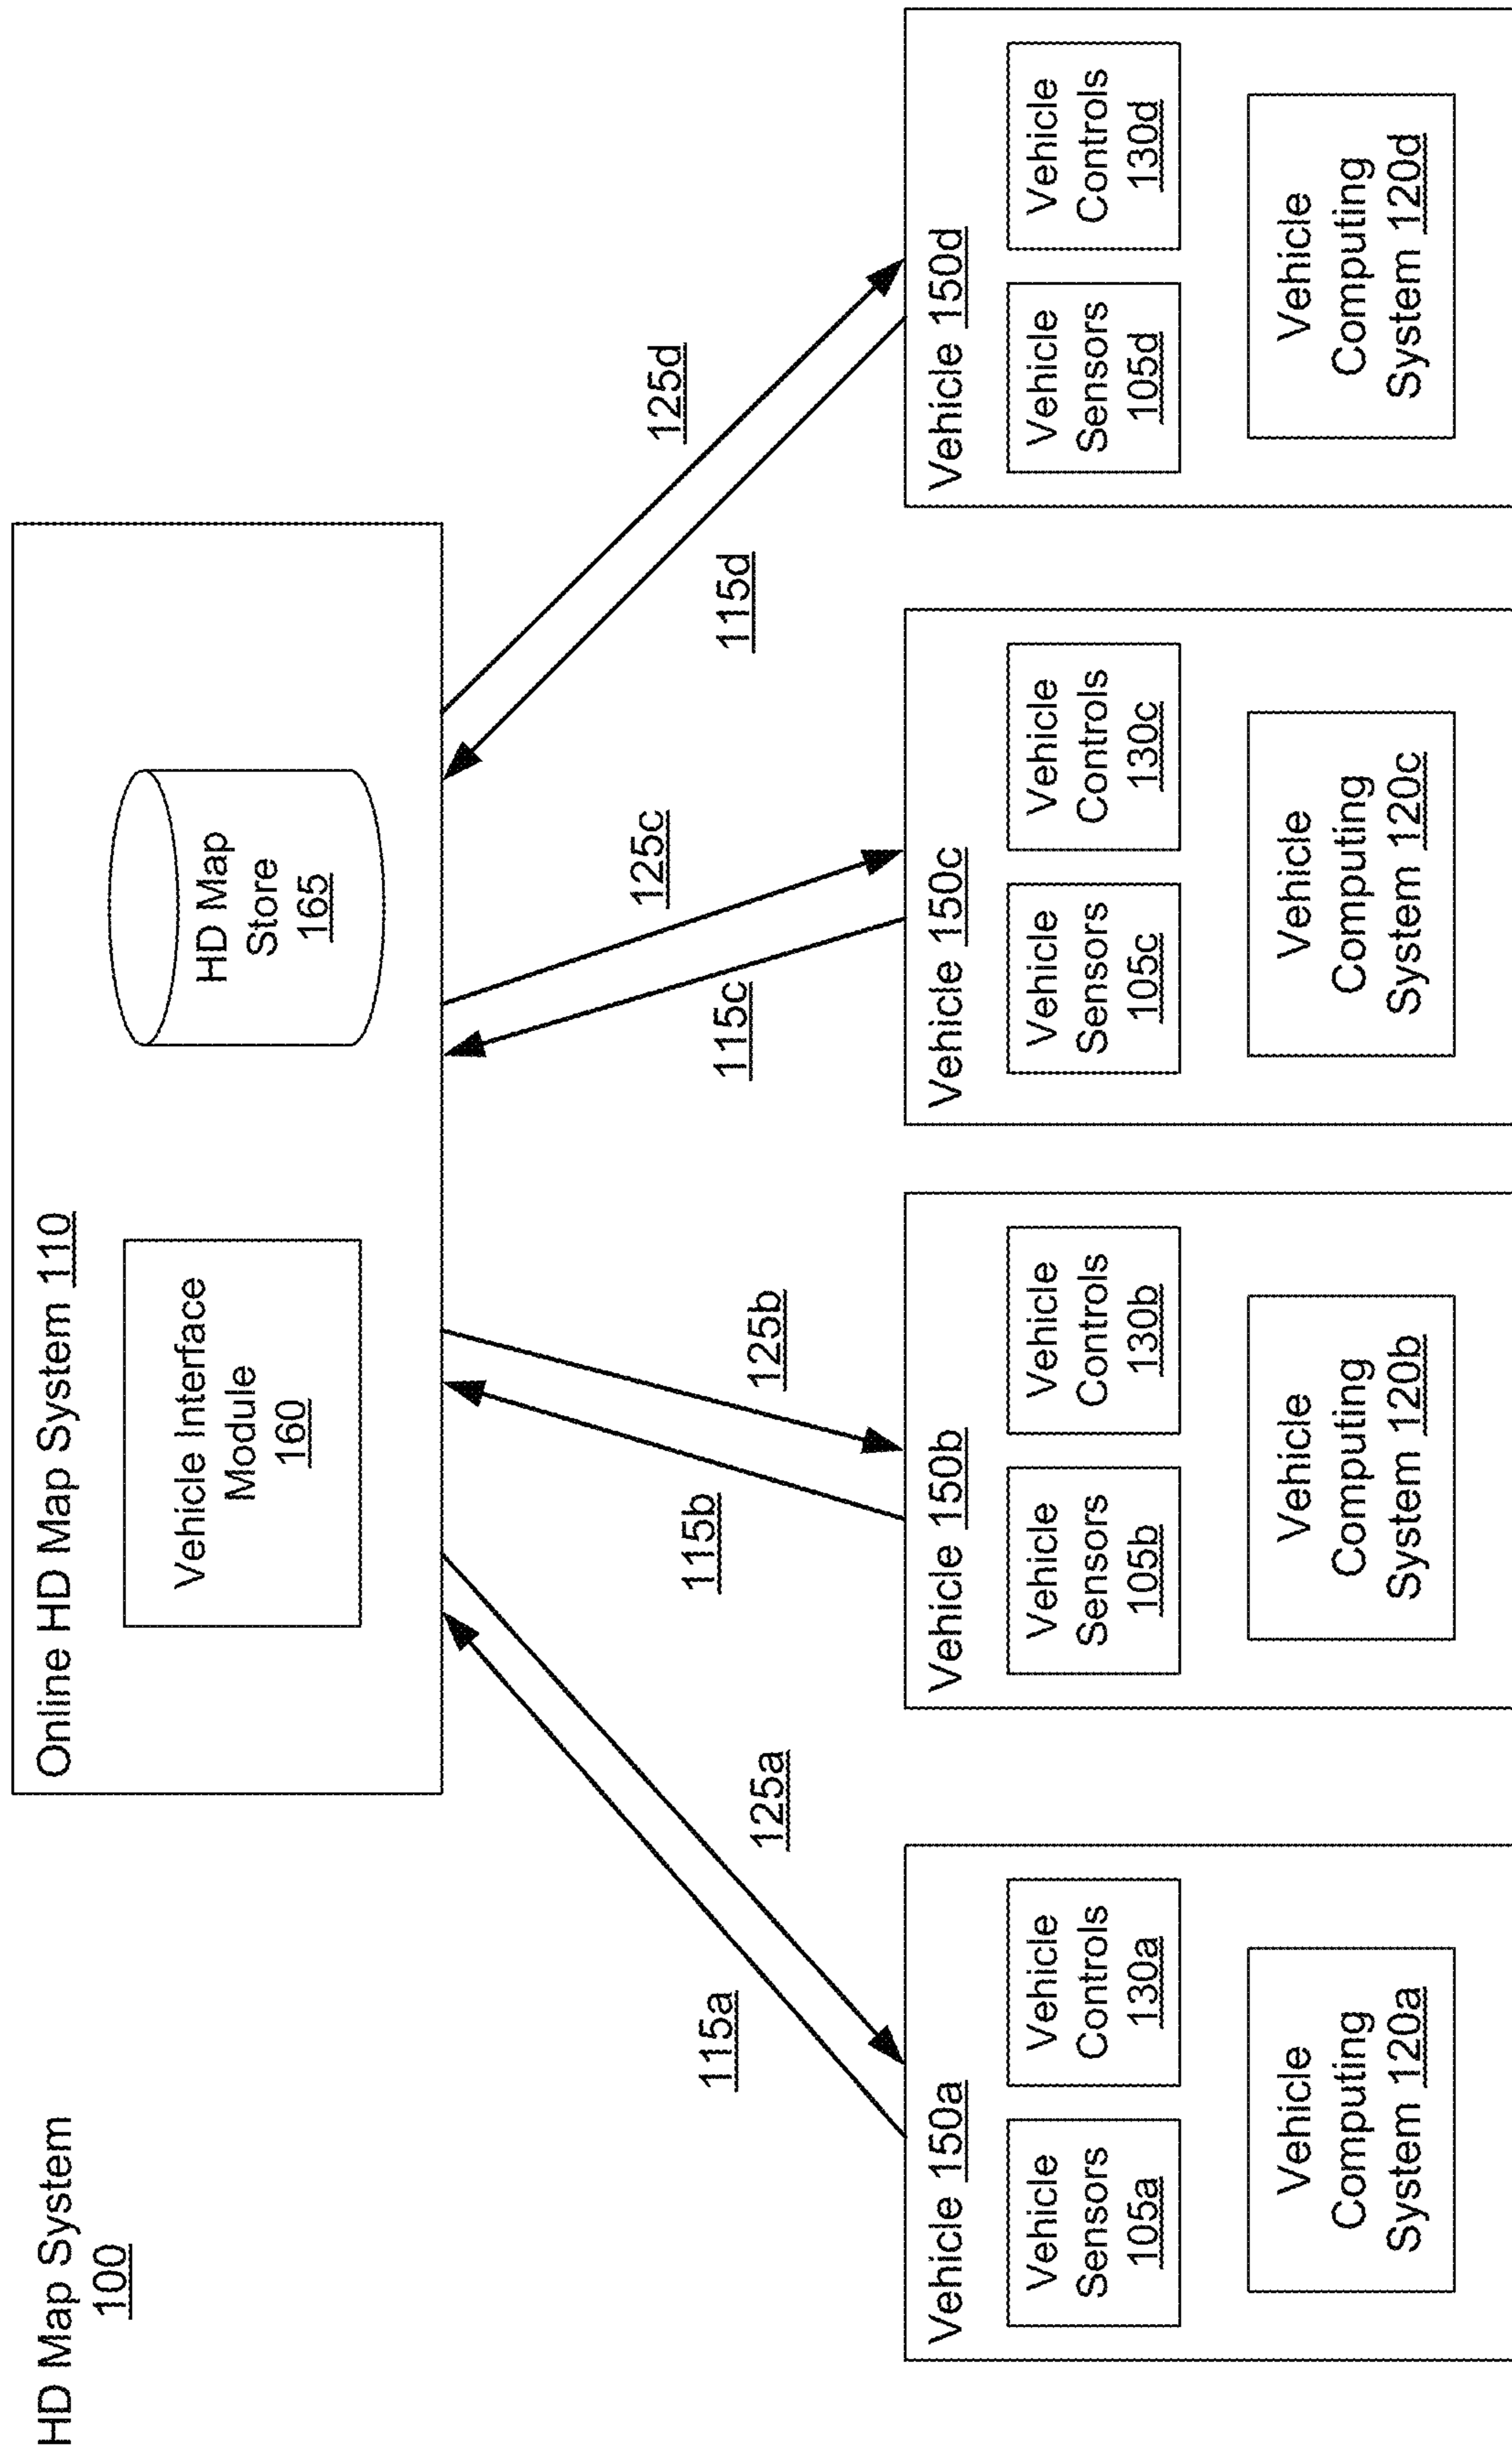 HD Map System
100
Online HD Map System 110
Vehicle Interface
Module
160
HD Map
Store
165
115a
125a
115b
125b
115c
125c
115d
125d
Vehicle 150a
Vehicle
Sensors
105a
Vehicle
Controls
130a
Vehicle
Computing
System 120a
Vehicle 150b
Vehicle
Sensors
105b
Vehicle
Controls
130b
Vehicle
Computing
System 120b
Vehicle 150c
Vehicle
Sensors
105c
Vehicle
Controls
130c
Vehicle
Computing
System 120c
Vehicle 150d
Vehicle
Sensors
105d
Vehicle
Controls
130d
Vehicle
Computing
System 120d